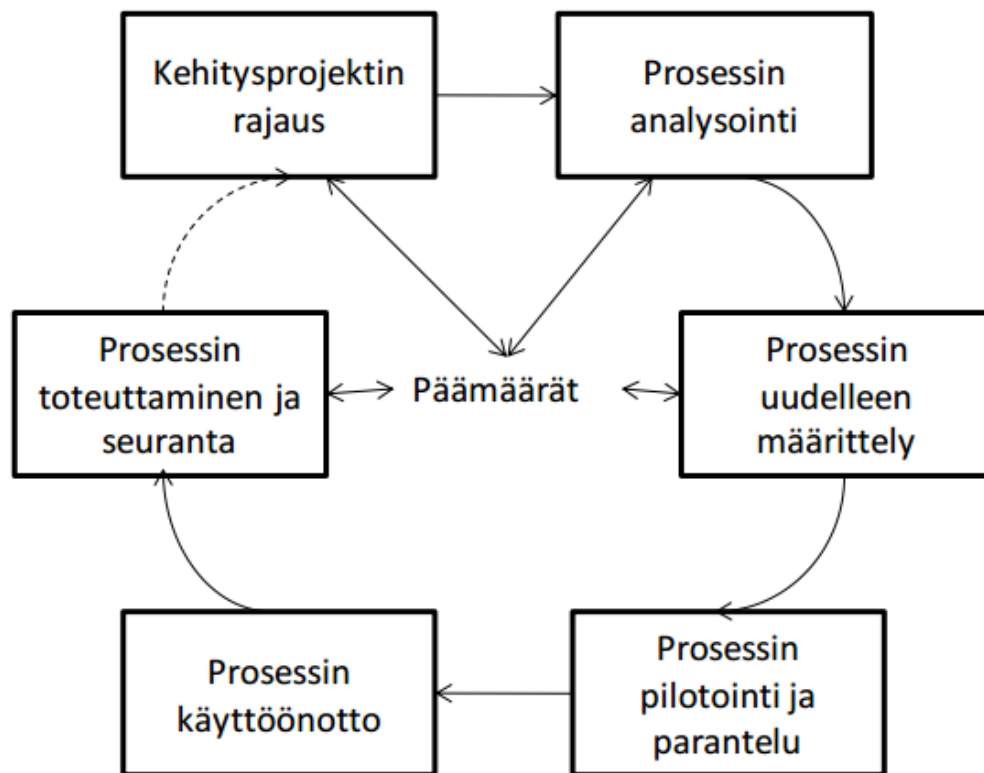 Kehitysprojektin
rajaus
Prosessin
analysointi
Prosessin
toteuttaminen ja
seuranta
Päämäärät
Prosessin
uudelleen
määrittely
Prosessin
käyttöönotto
Prosessin
pilotointi ja
parantelu